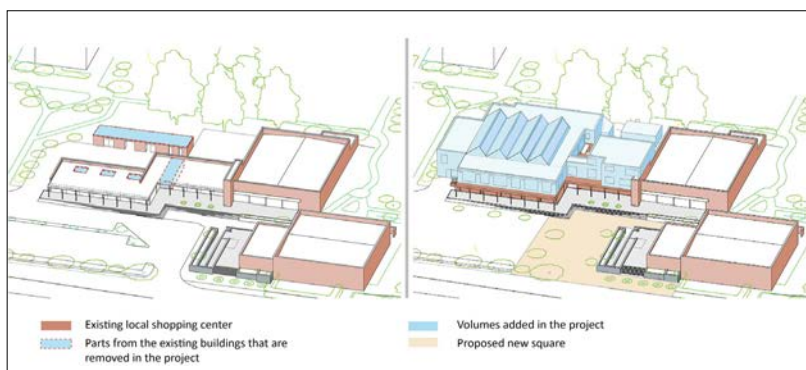 Existing local shopping center
Parts from the existing buildings that are
removed in the project
Volumes added in the project
Proposed new square